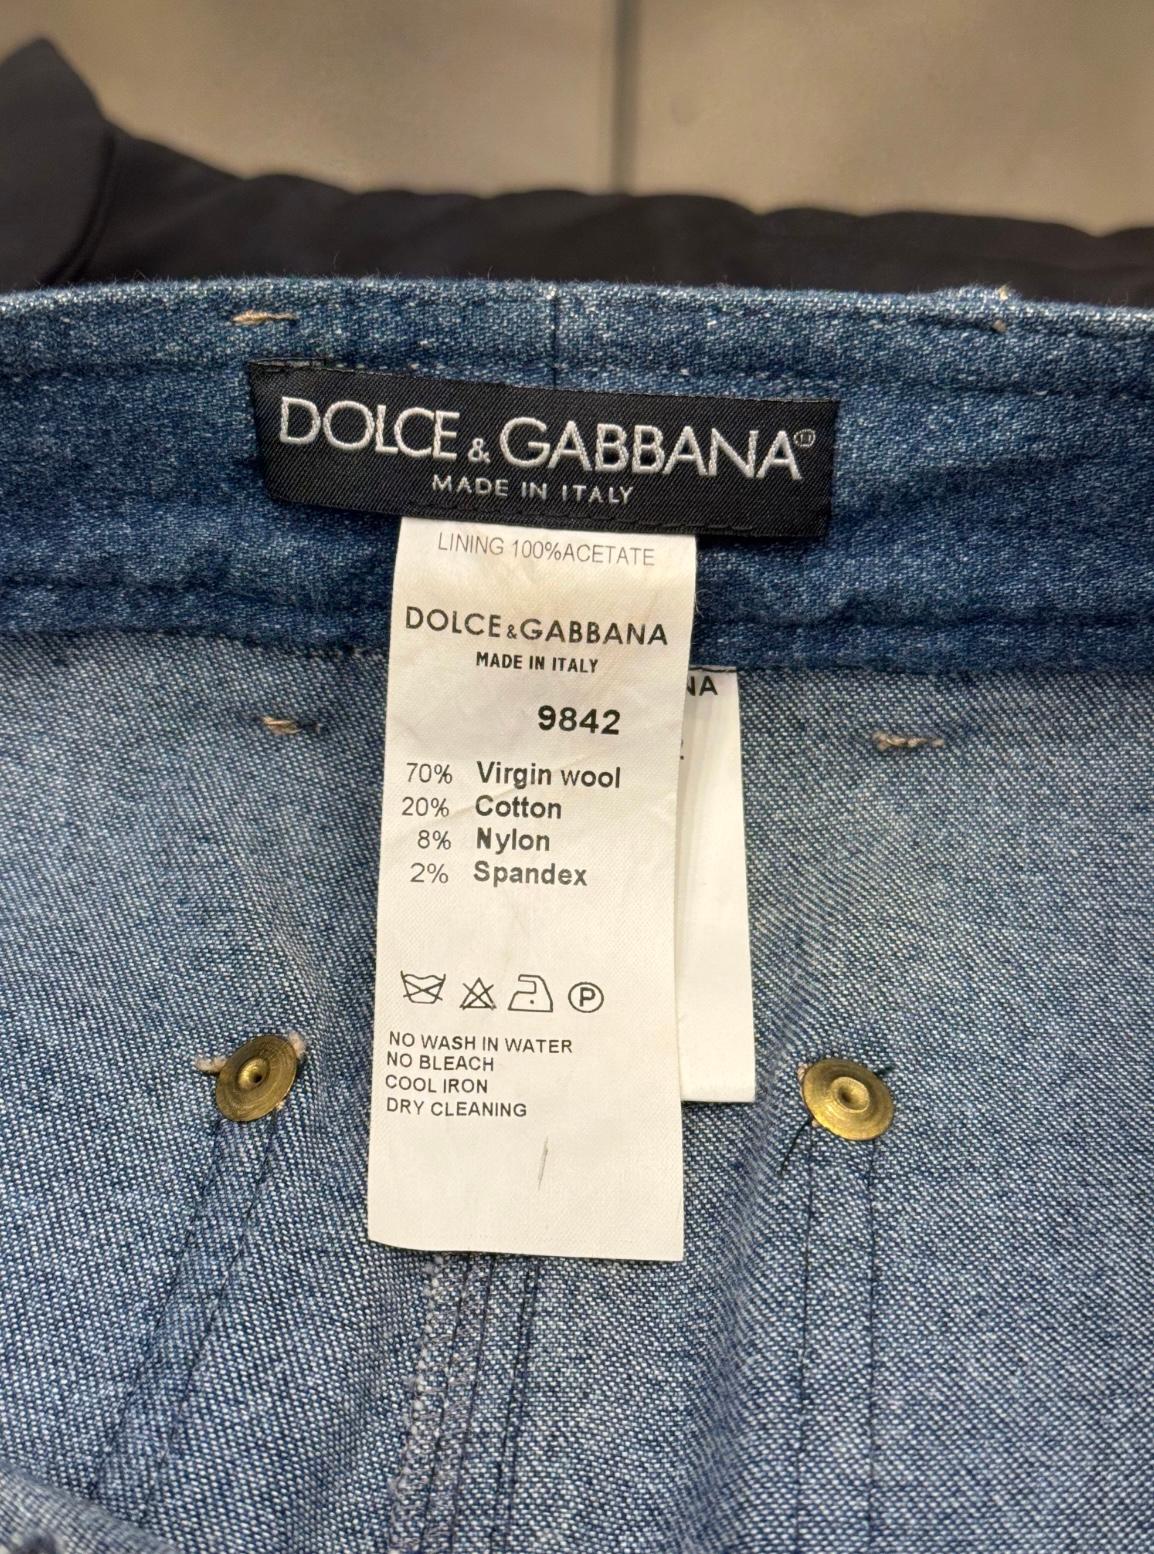 DOLCE & GABBANA
MADE IN ITALY
LINING 100%ACETATE
DOLCE&GABBANA
MADE IN ITALY
NA
9842
70% Virgin wool
20% Cotton
8% Nylon
2% Spandex
P
NO WASH IN WATER
NO BLEACH
COOL IRON
DRY CLEANING